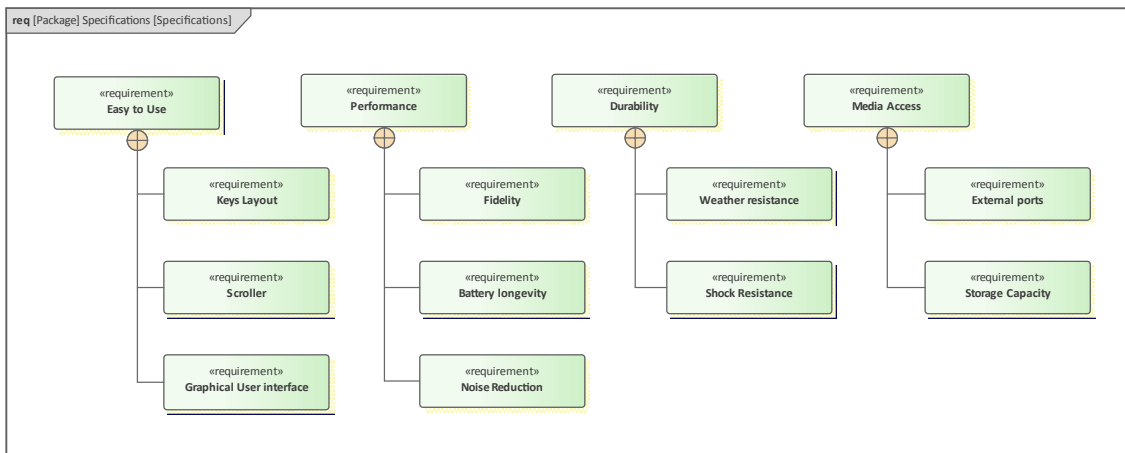 req [Package] Specifications [Specifications]
«requirement»
Easy to Use
«requirement»
Performance
«requirement»
Durability
«requirement»
Media Access
«requirement»
Keys Layout
«requirement»
Fidelity
«requirement»
Weather resistance
«requirement»
External ports
«requirement»
Scroller
«requirement»
Battery longevity
«requirement»
Shock Resistance
«requirement»
Storage Capacity
«requirement»
Graphical User interface
«requirement»
Noise Reduction